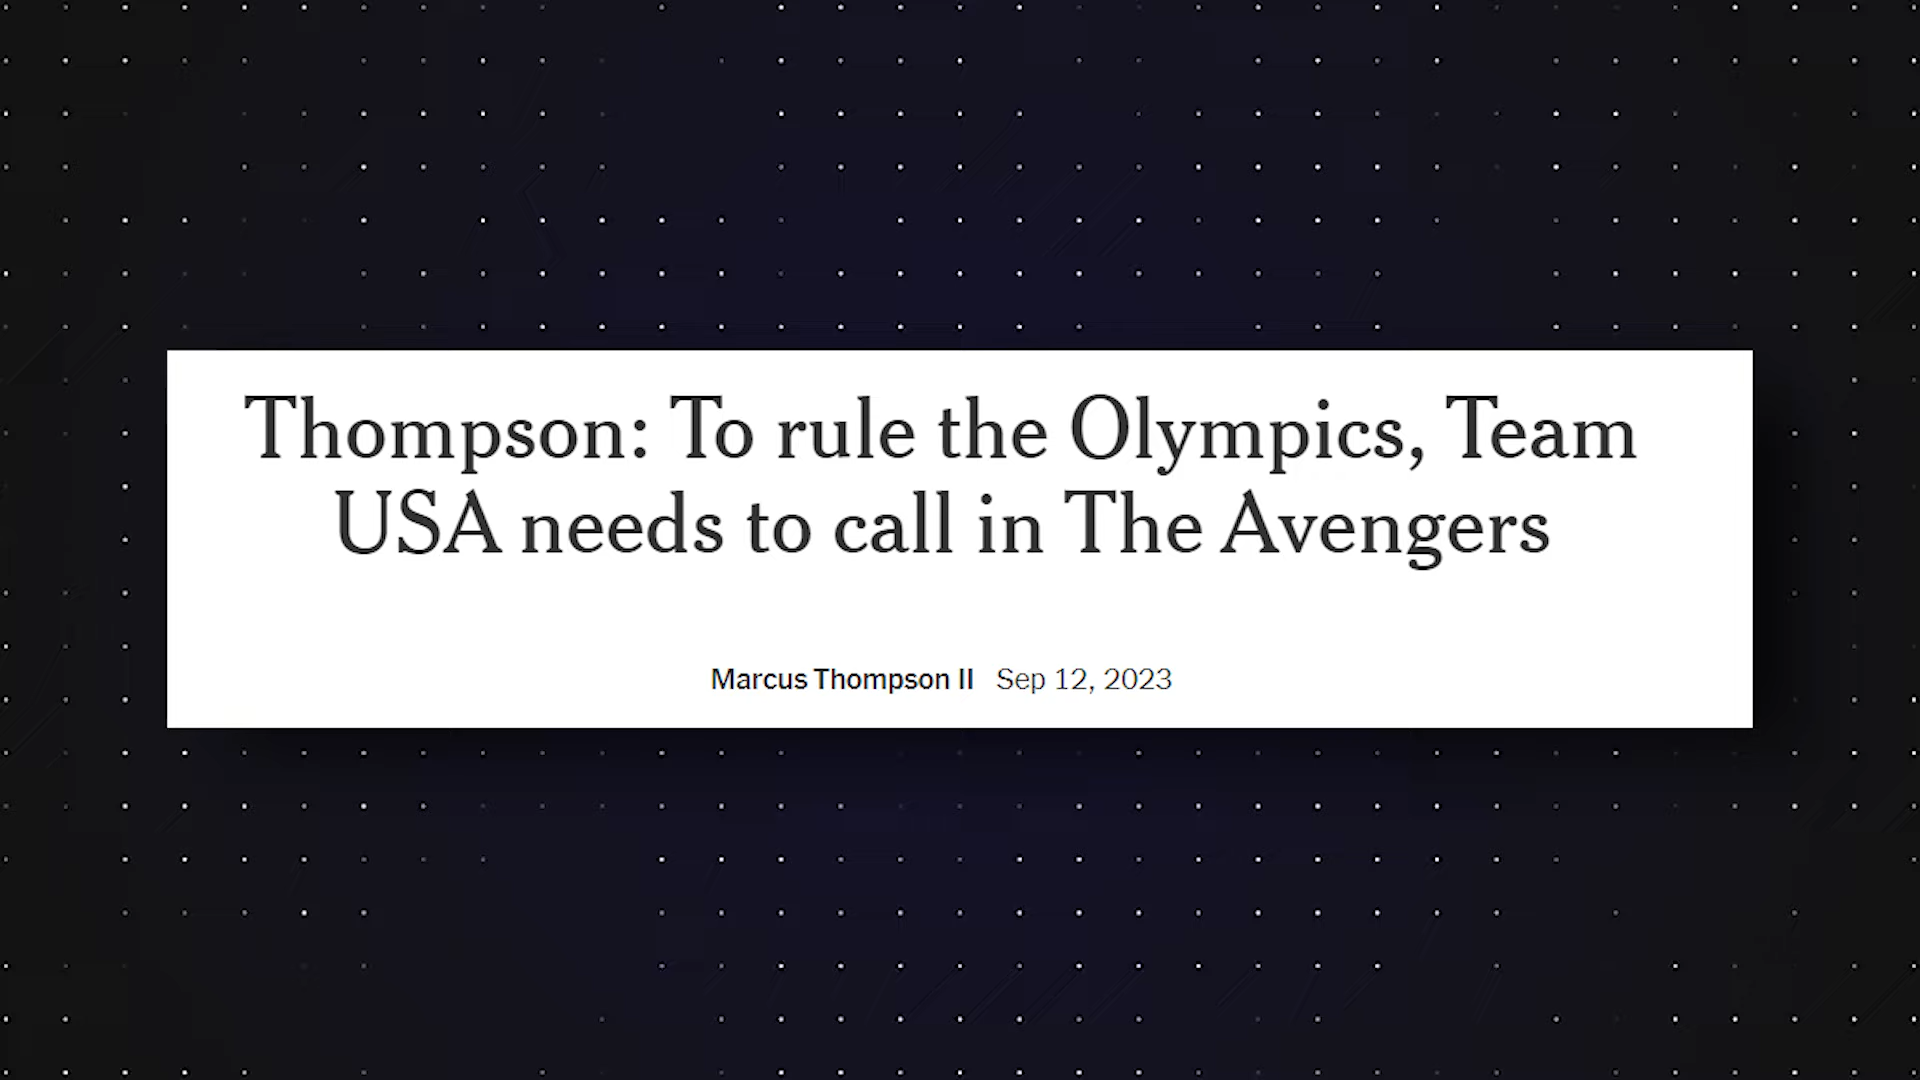 Thompson: To rule the Olympics, Team
USA needs to call in The Avengers
Marcus Thompson II Sep 12, 2023